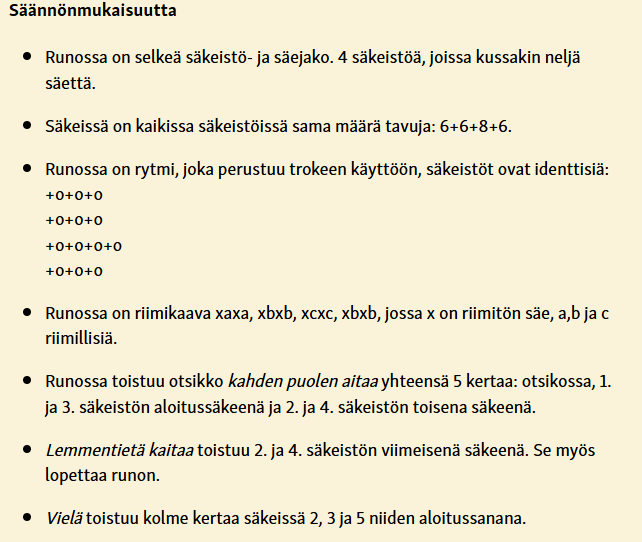 Säännönmukaisuutta
• Runossa on selkeä säkeistö- ja säejako. 4 säkeistöä, joissa kussakin neljä
säettä.
• Säkeissä on kaikissa säkeistöissä sama määrä tavuja: 6+6+8+6.
• Runossa on rytmi, joka perustuu trokeen käyttöön, säkeistöt ovat identtisiä:
+o+o+o
+o+o+o
+o+o+o+o
+o+o+o
• Runossa on riimikaava xaxa, xbxb, xcxc, xbxb, jossa x on riimitön säe, a,b ja c
riimillisiä.
• Runossa toistuu otsikko kahden puolen aitaa yhteensä 5 kertaa: otsikossa, 1.
ja 3. säkeistön aloitussäkeenä ja 2. ja 4. säkeistön toisena säkeenä.
• Lemmentietä kaitaa toistuu 2. ja 4. säkeistön viimeisenä säkeenä. Se myös
lopettaa runon.
• Vielä toistuu kolme kertaa säkeissä 2, 3 ja 5 niiden aloitussanana.